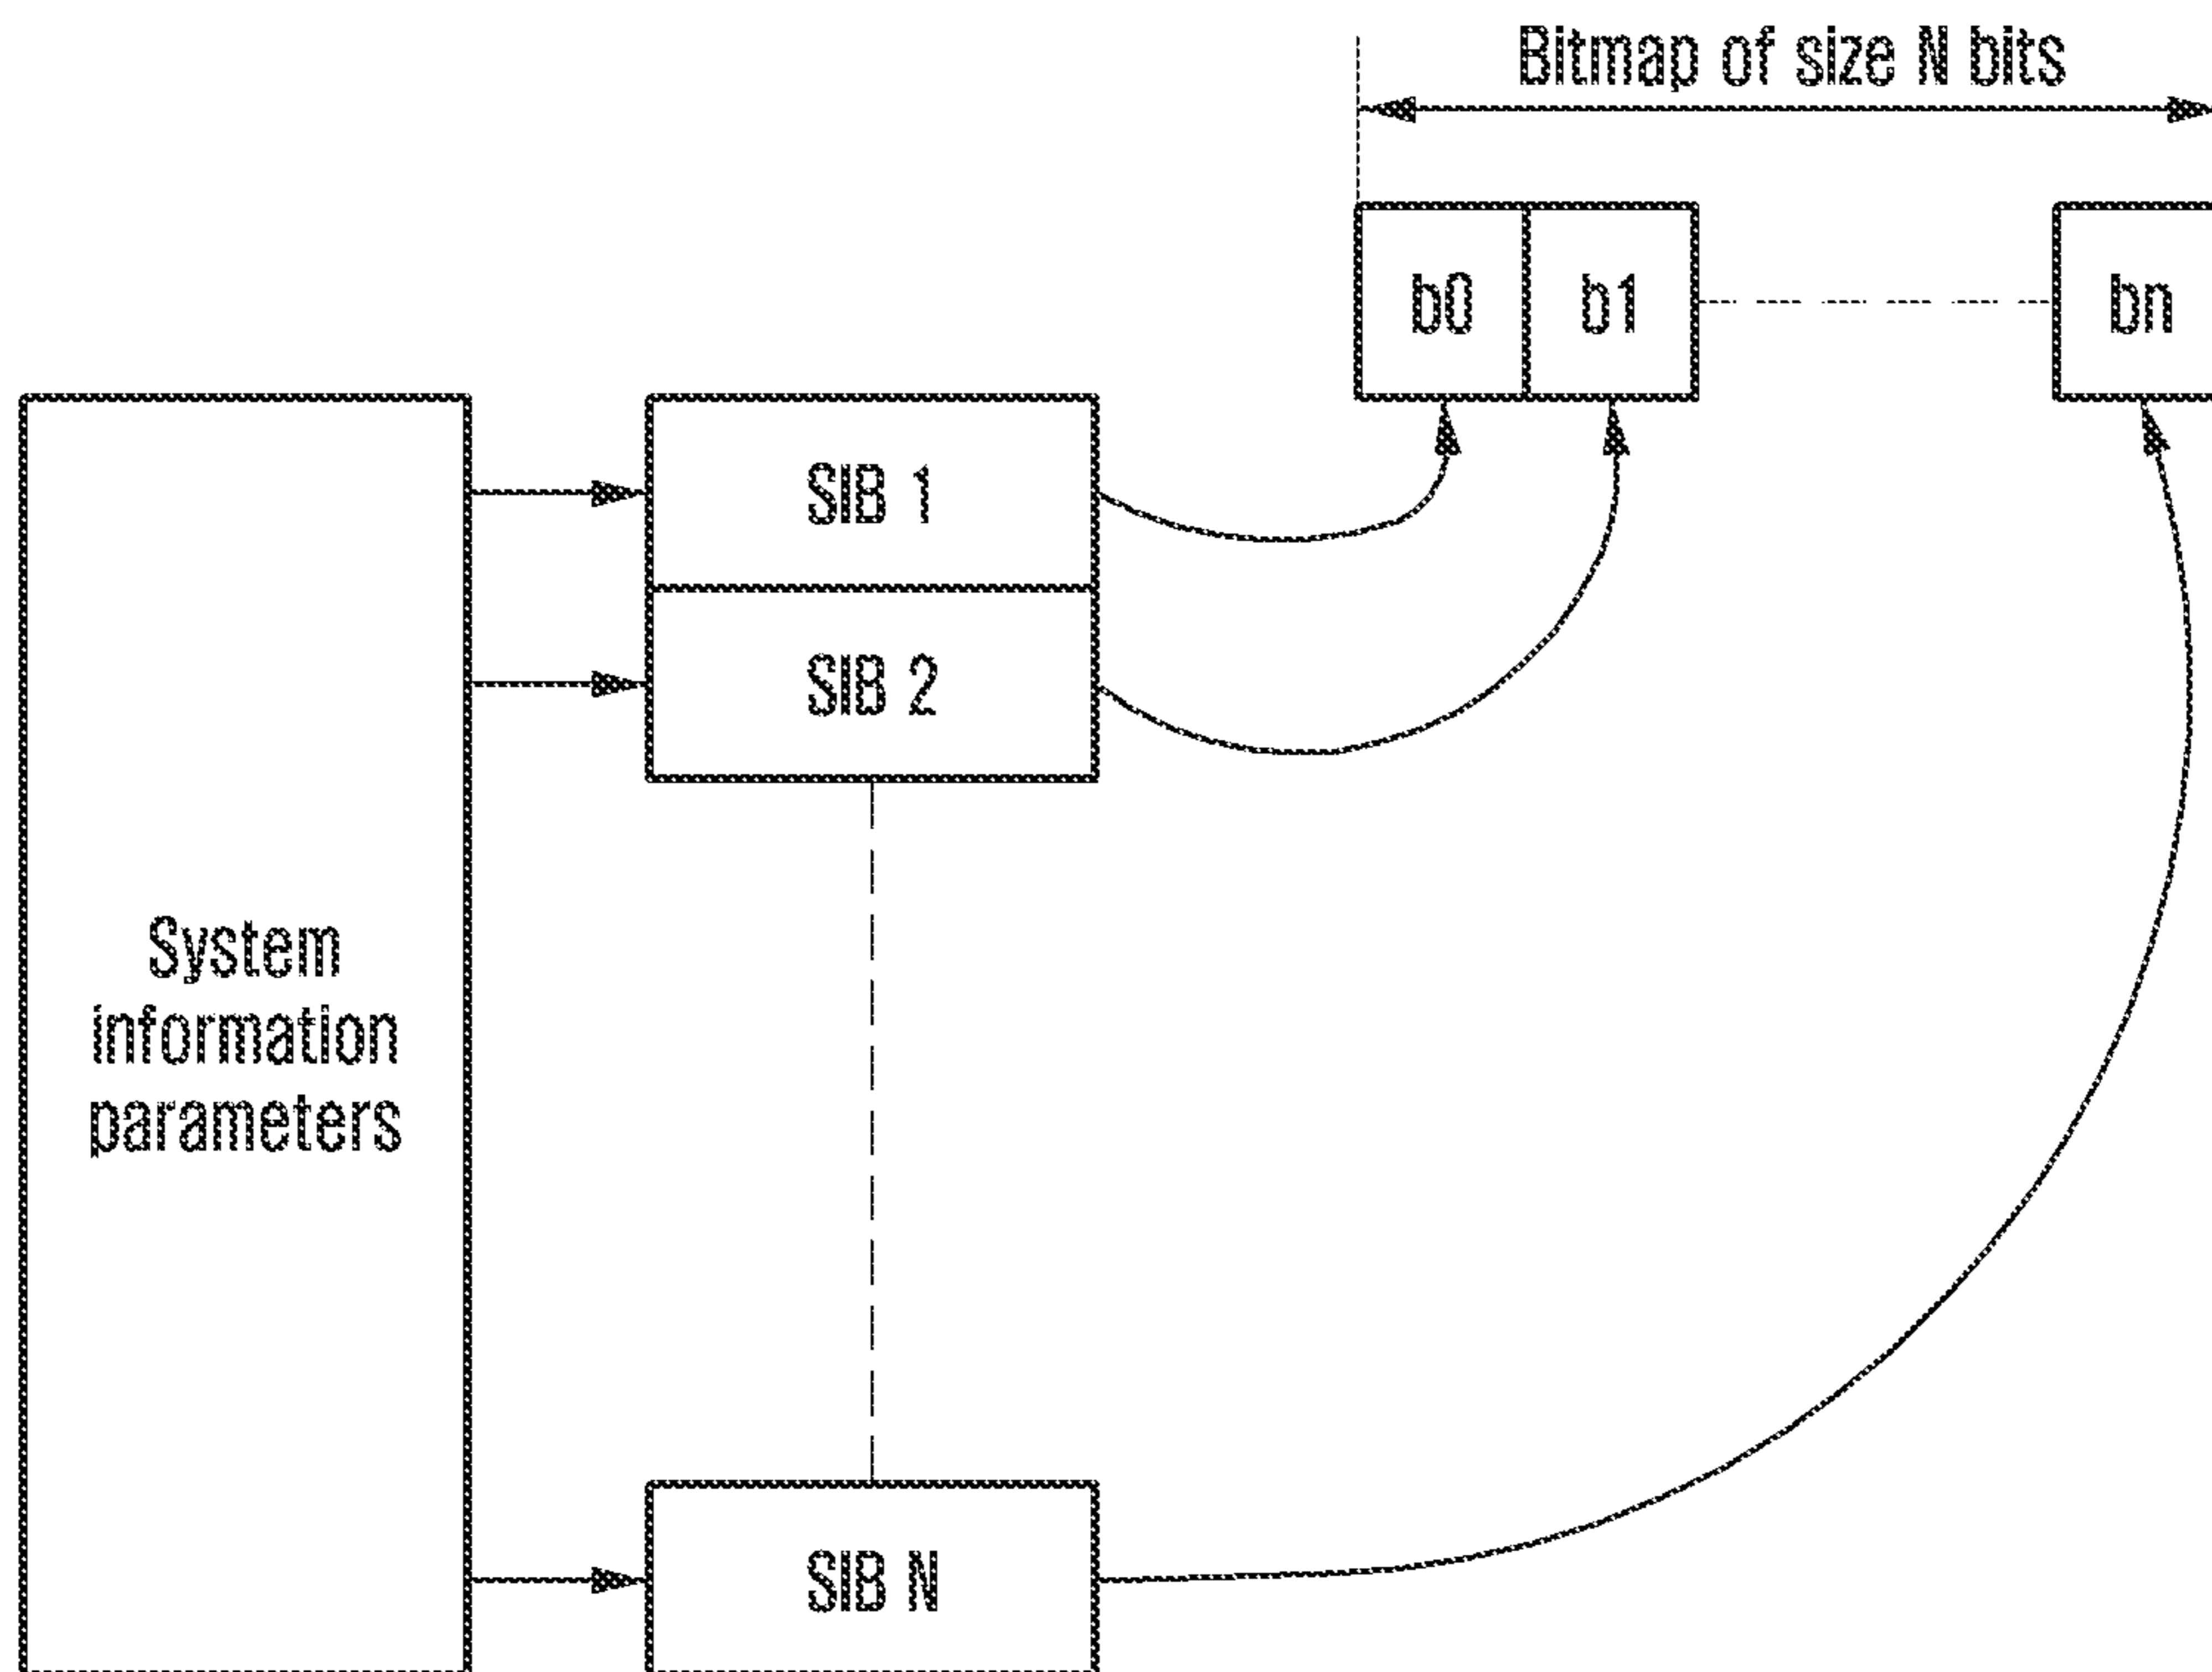 Bitmap of size N bits
b0
b1
bn
SIB 1
SIB 2
System
information
parameters
SIB N